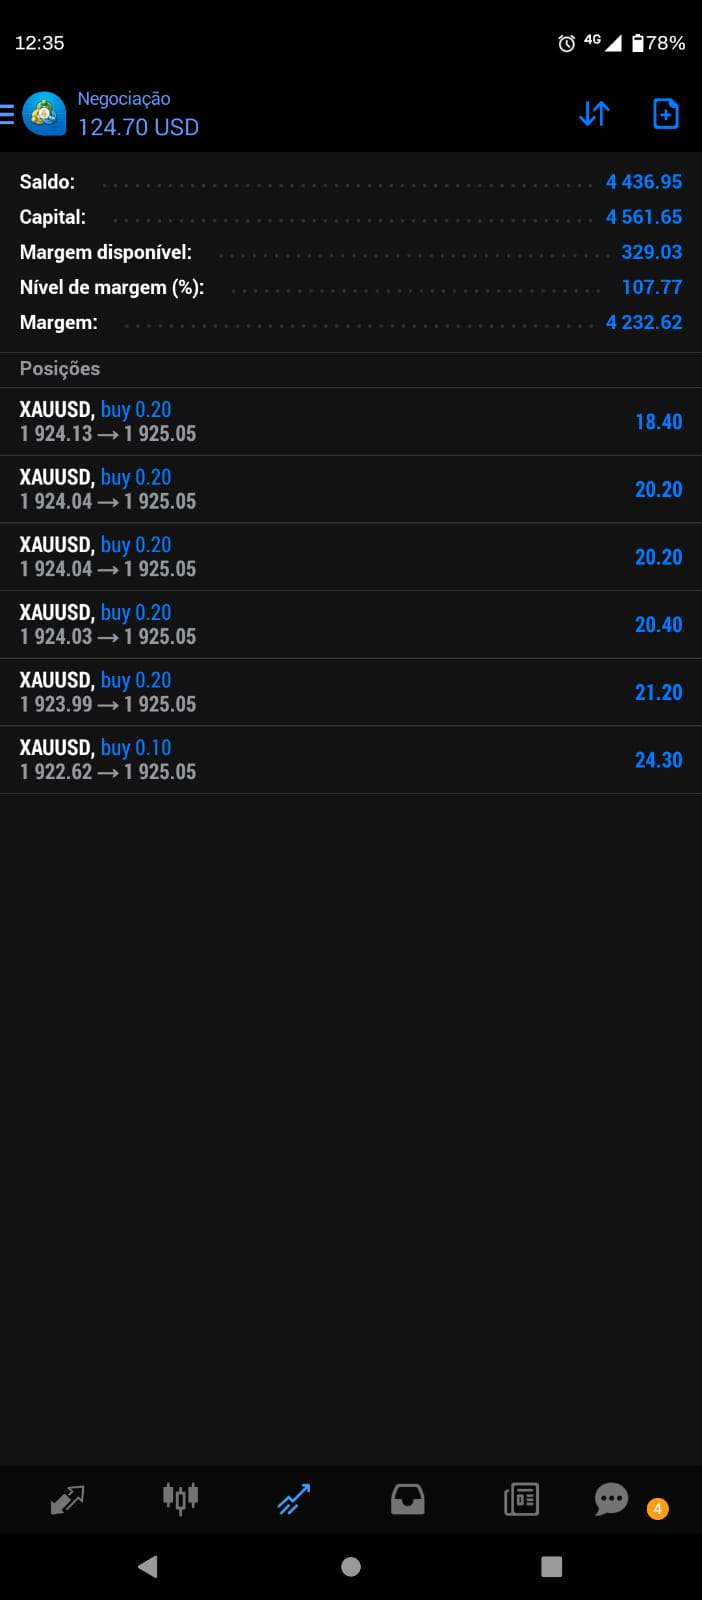 12:35
4G 78%
Negociação
124.70 USD
Saldo: 4 436.95
Capital: 4 561.65
Margem disponível: 329.03
Nível de margem (%): 107.77
Margem: 4 232.62
Posições
XAUUSD, buy 0.20
1 924.13 → 1 925.05
18.40
XAUUSD, buy 0.20
1 924.04 → 1 925.05
20.20
XAUUSD, buy 0.20
1 924.04 → 1 925.05
20.20
XAUUSD, buy 0.20
1 924.03 → 1 925.05
20.40
XAUUSD, buy 0.20
1 923.99 → 1 925.05
21.20
XAUUSD, buy 0.10
1 922.62 → 1 925.05
24.30
4